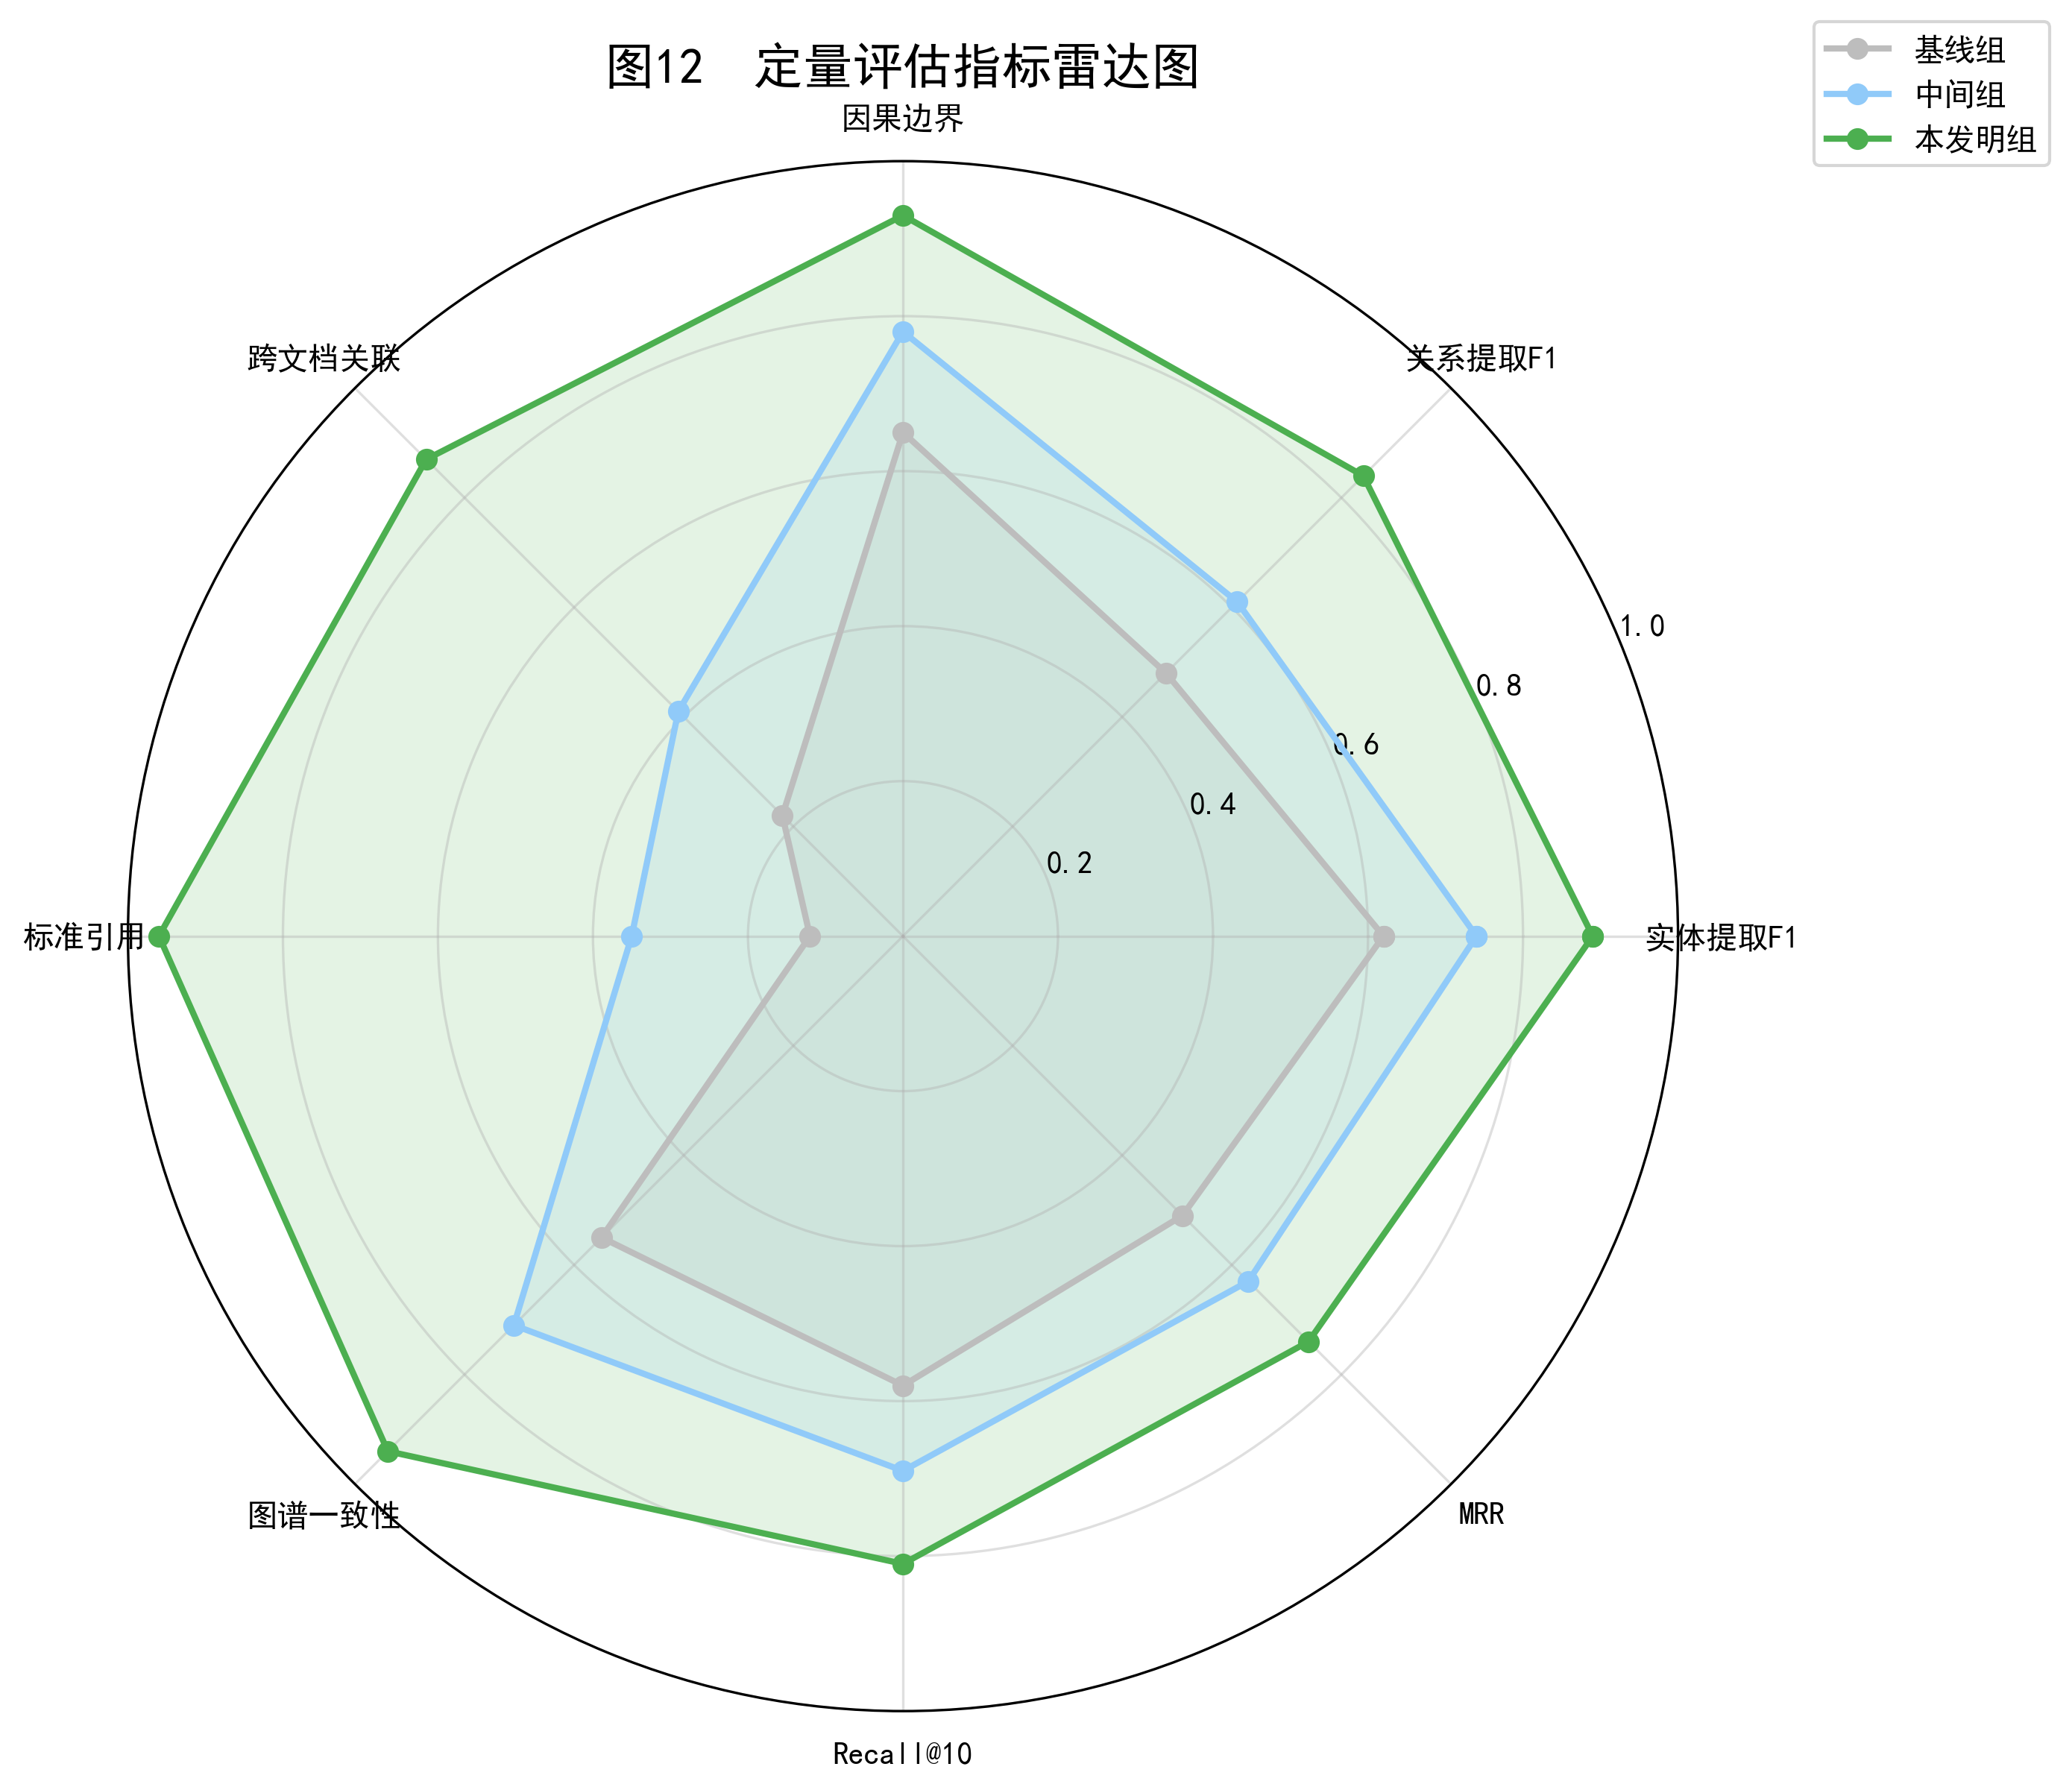 图12 定量评估指标雷达图
基线组
中间组
本发明组
因果边界
跨文档关联
关系提取F1
1.0
0.8
0.6
0.4
0.2
标准引用
实体提取F1
图谱一致性
MRR
Recall@10